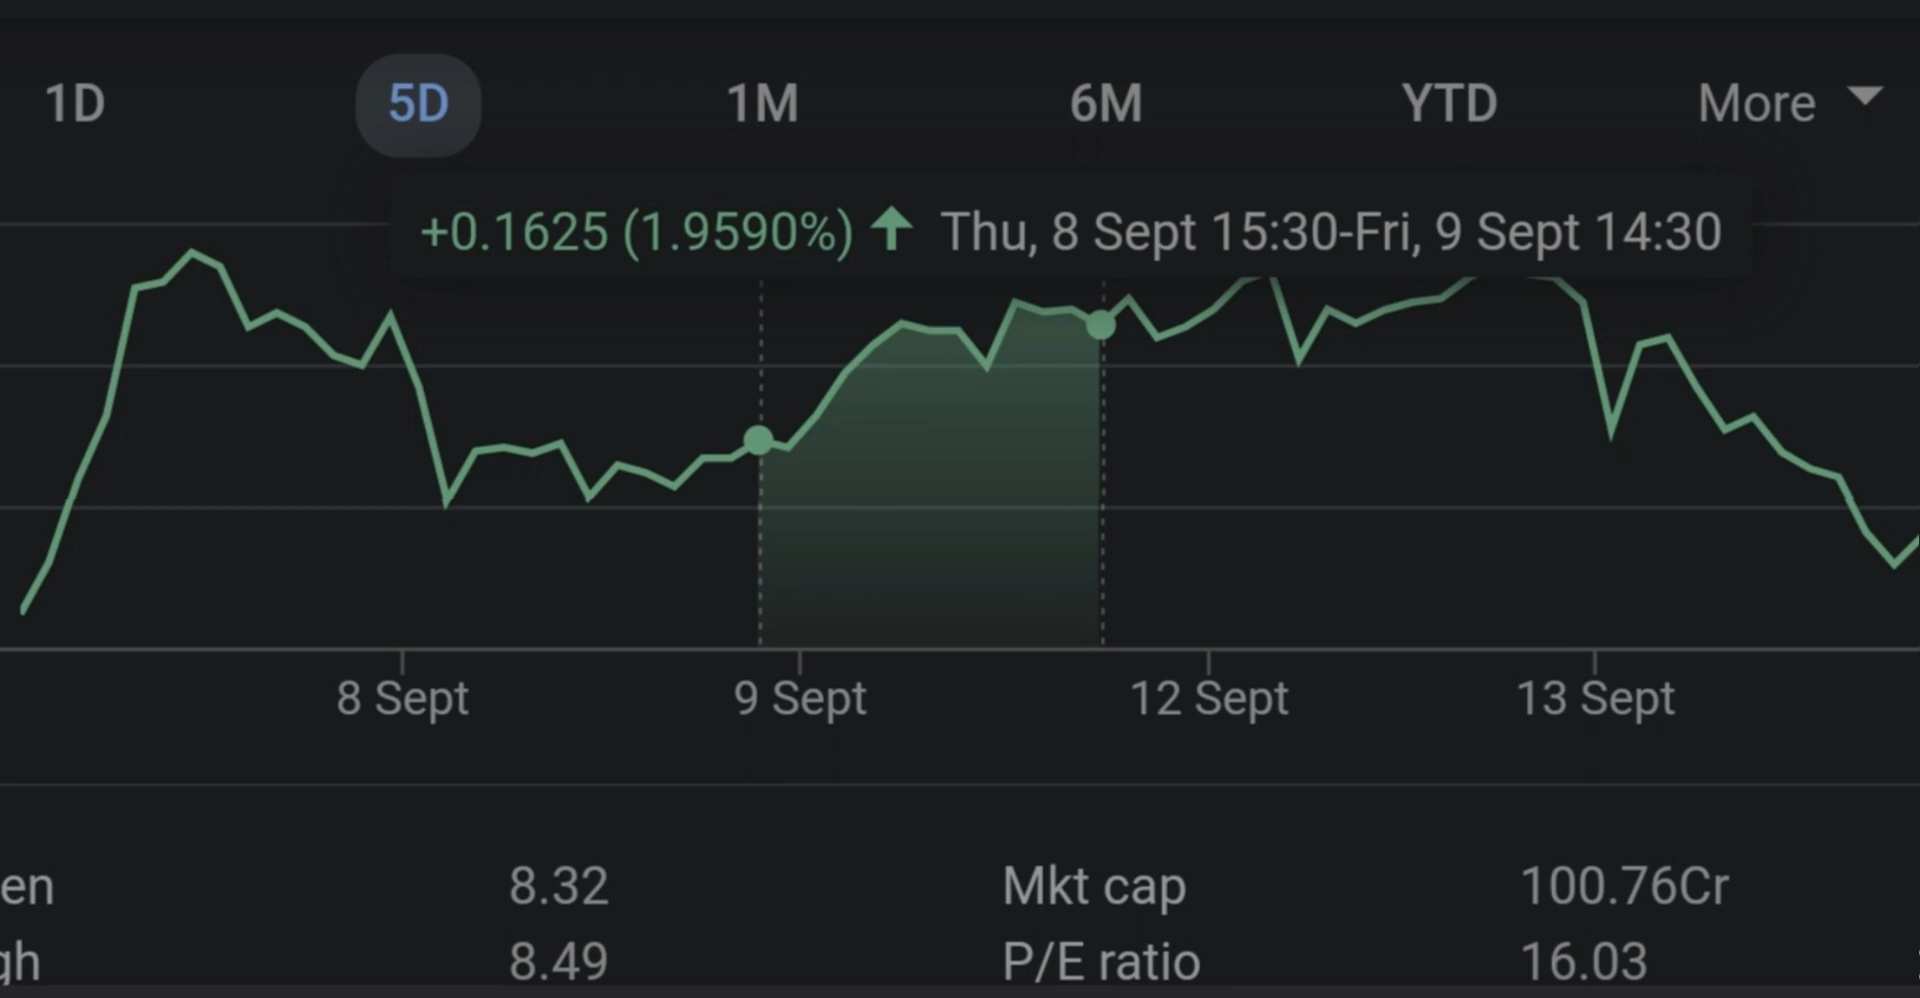 1D 5D 1M 6M YTD More
+0.1625 (1.9590%) Thu, 8 Sept 15:30-Fri, 9 Sept 14:30
8 Sept 9 Sept 12 Sept 13 Sept
en 8.32 Mkt cap 100.76Cr
gh 8.49 P/E ratio 16.03